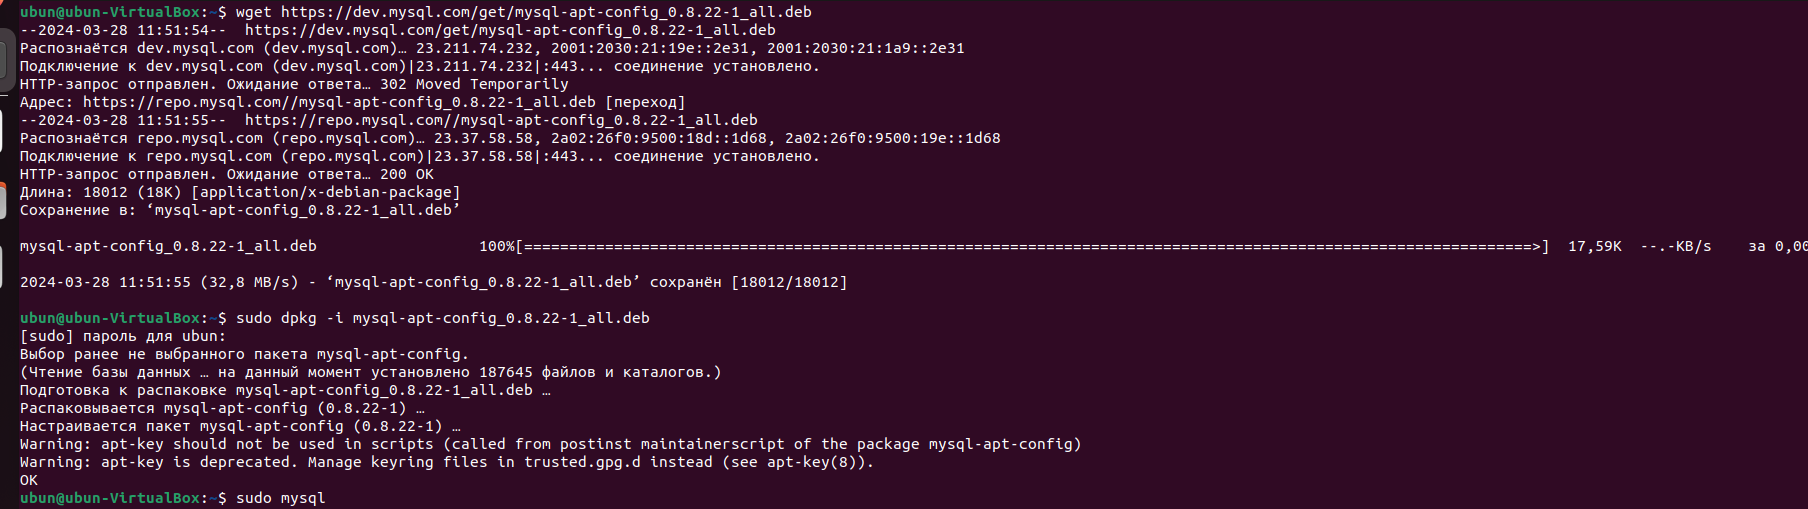 ubun@ubun-VirtualBox:~$ wget https://dev.mysql.com/get/mysql-apt-config_0.8.22-1_all.deb
--2024-03-28 11:51:54--  https://dev.mysql.com/get/mysql-apt-config_0.8.22-1_all.deb
Распознаётся dev.mysql.com (dev.mysql.com)… 23.211.74.232, 2001:2030:21:19e::2e31, 2001:2030:21:1a9::2e31
Подключение к dev.mysql.com (dev.mysql.com)|23.211.74.232|:443... соединение установлено.
HTTP-запрос отправлен. Ожидание ответа… 302 Moved Temporarily
Адрес: https://repo.mysql.com//mysql-apt-config_0.8.22-1_all.deb [переход]
--2024-03-28 11:51:55--  https://repo.mysql.com//mysql-apt-config_0.8.22-1_all.deb
Распознаётся repo.mysql.com (repo.mysql.com)… 23.37.58.58, 2a02:26f0:9500:18d::1d68, 2a02:26f0:9500:19e::1d68
Подключение к repo.mysql.com (repo.mysql.com)|23.37.58.58|:443... соединение установлено.
HTTP-запрос отправлен. Ожидание ответа… 200 OK
Длина: 18012 (18K) [application/x-debian-package]
Сохранение в: ‘mysql-apt-config_0.8.22-1_all.deb’
mysql-apt-config_0.8.22-1_all.deb                  100%[================================================================================================================>]  17,59K  --.-KB/s    за 0,00
2024-03-28 11:51:55 (32,8 MB/s) - ‘mysql-apt-config_0.8.22-1_all.deb’ сохранён [18012/18012]
ubun@ubun-VirtualBox:~$ sudo dpkg -i mysql-apt-config_0.8.22-1_all.deb
[sudo] пароль для ubun:
Выбор ранее не выбранного пакета mysql-apt-config.
(Чтение базы данных … на данный момент установлено 187645 файлов и каталогов.)
Подготовка к распаковке mysql-apt-config_0.8.22-1_all.deb …
Распаковывается mysql-apt-config (0.8.22-1) …
Настраивается пакет mysql-apt-config (0.8.22-1) …
Warning: apt-key should not be used in scripts (called from postinst maintainerscript of the package mysql-apt-config)
Warning: apt-key is deprecated. Manage keyring files in trusted.gpg.d instead (see apt-key(8)).
OK
ubun@ubun-VirtualBox:~$ sudo mysql